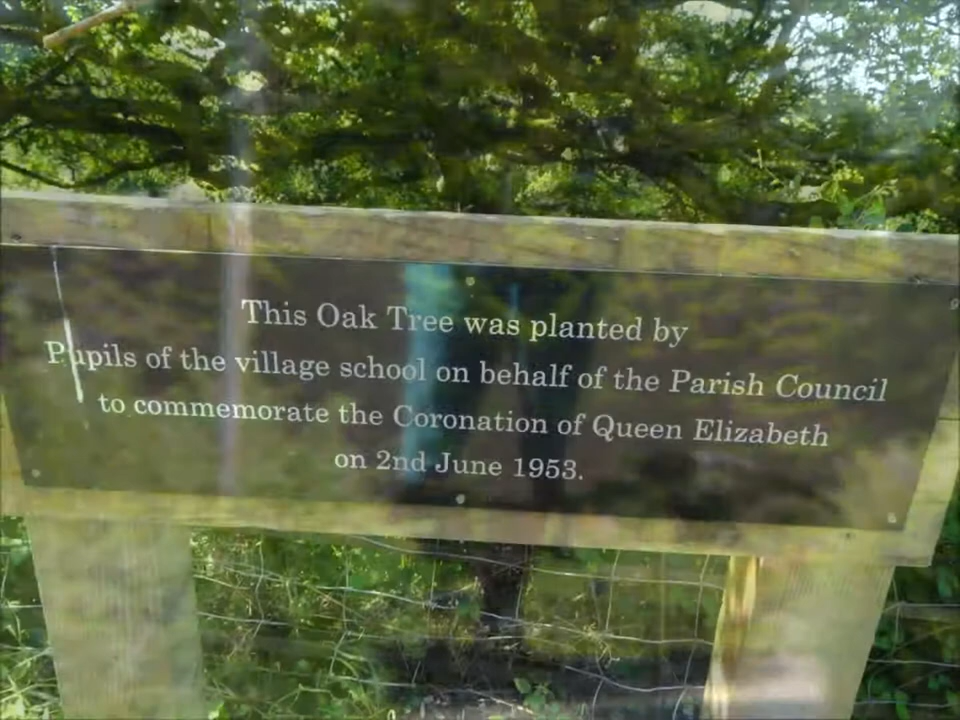 This Oak Tree was planted by
Pupils of the village school on behalf of the Parish Council
to commemorate the Coronation of Queen Elizabeth
on 2nd June 1953.